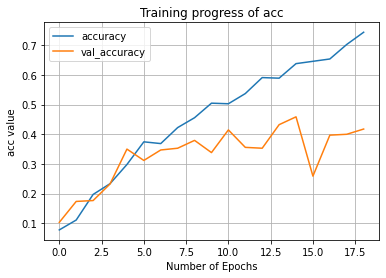 Training progress of acc
accuracy
val_accuracy
acc value
0.7
0.6
0.5
0.4
0.3
0.2
0.1
0.0 2.5 5.0 7.5 10.0 12.5 15.0 17.5
Number of Epochs